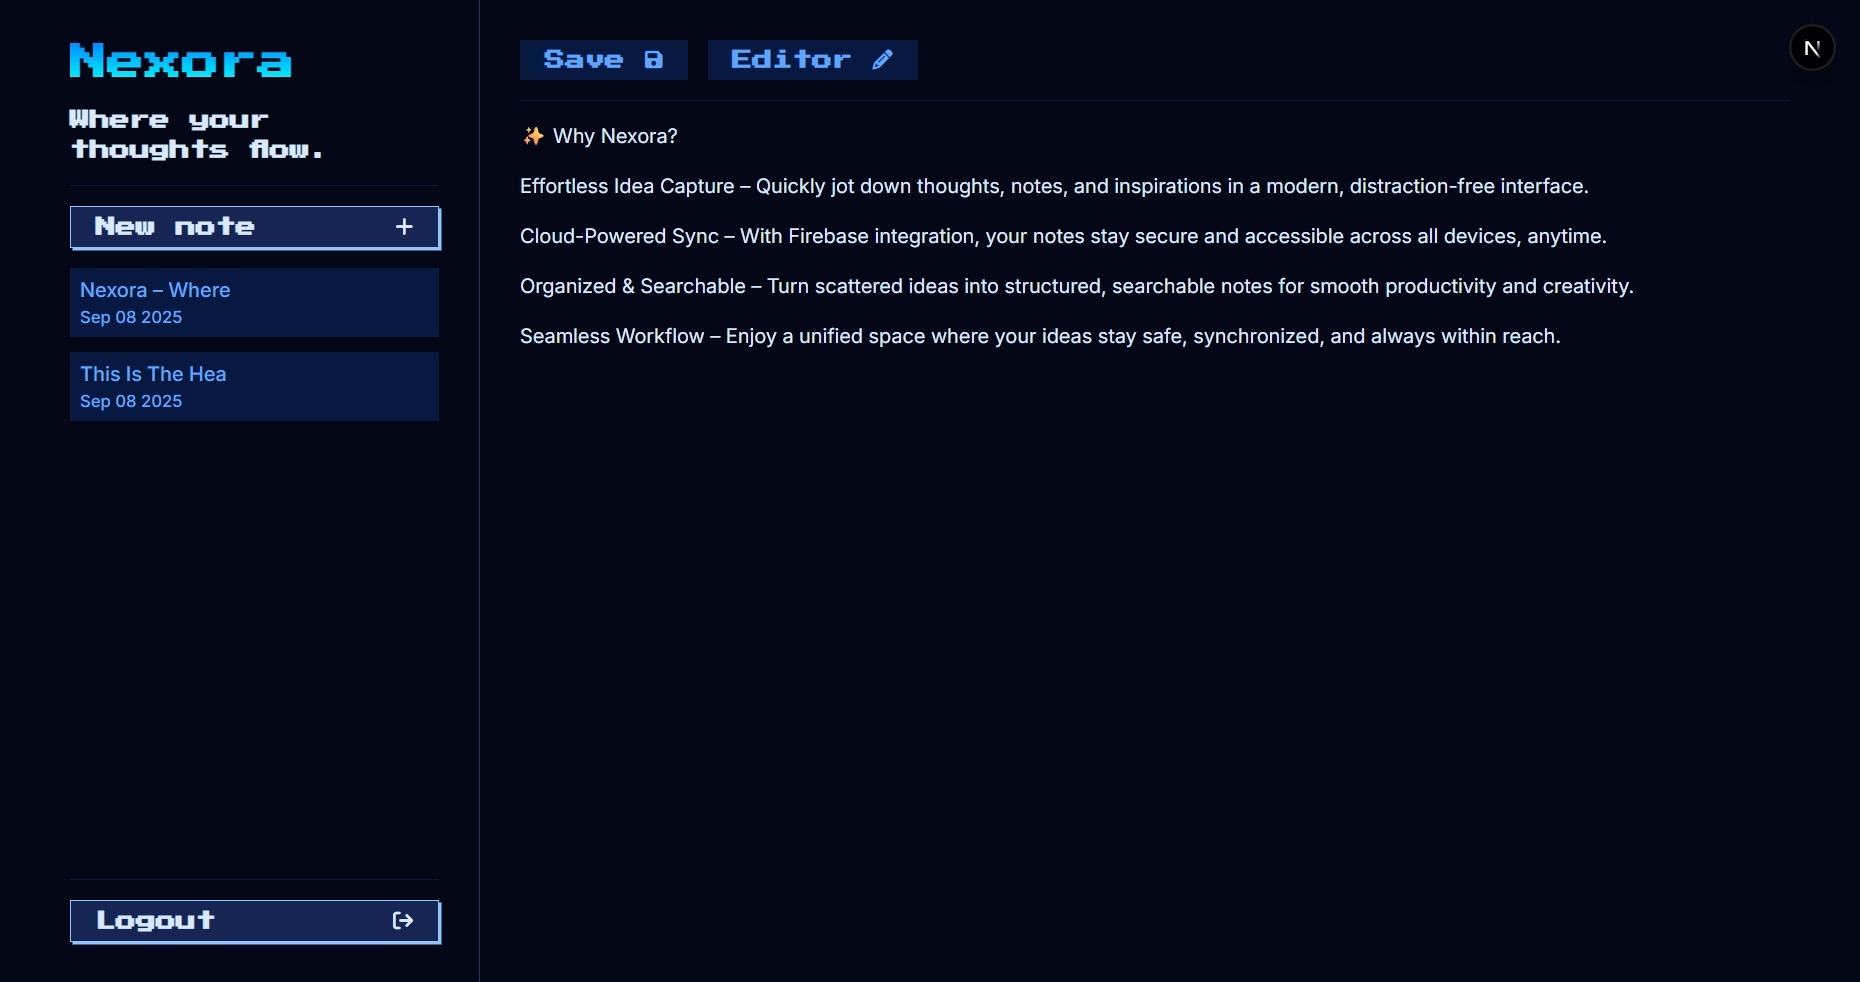 Nexora
Where your
thoughts flow.
New note +
Nexora – Where
Sep 08 2025
This Is The Hea
Sep 08 2025
Logout
Save
Editor
N
✨ Why Nexora?
Effortless Idea Capture – Quickly jot down thoughts, notes, and inspirations in a modern, distraction-free interface.
Cloud-Powered Sync – With Firebase integration, your notes stay secure and accessible across all devices, anytime.
Organized & Searchable – Turn scattered ideas into structured, searchable notes for smooth productivity and creativity.
Seamless Workflow – Enjoy a unified space where your ideas stay safe, synchronized, and always within reach.